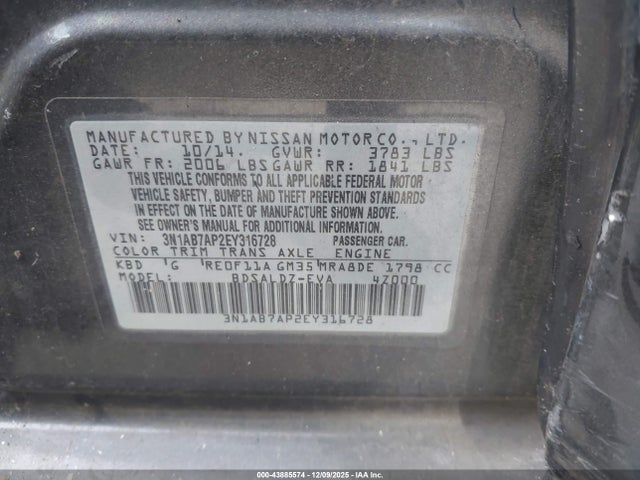 MANUFACTURED BY NISSAN MOTOR CO., LTD.
DATE: 10/14. GVWR: 3783 LBS
GAWR FR: 2006 LBS GAWR RR: 1841 LBS
THIS VEHICLE CONFORMS TO ALL APPLICABLE FEDERAL MOTOR
VEHICLE SAFETY, BUMPER AND THEFT PREVENTION STANDARDS
IN EFFECT ON THE DATE OF MANUFACTURE SHOWN ABOVE.
SEE OWNER'S MANUAL FOR ADDITIONAL INFORMATION.
VIN: 3N1AB7AP2EY316728 PASSENGER CAR.
COLOR TRIM TRANS AXLE ENGINE
KBD G RE0F11A GM35 MRA8DE 1798 CC
MODEL: BDSALDZ-EVA 4Z000
3N1AB7AP2EY316728
000-43885574 | 12/09/2025 | IAA Inc.